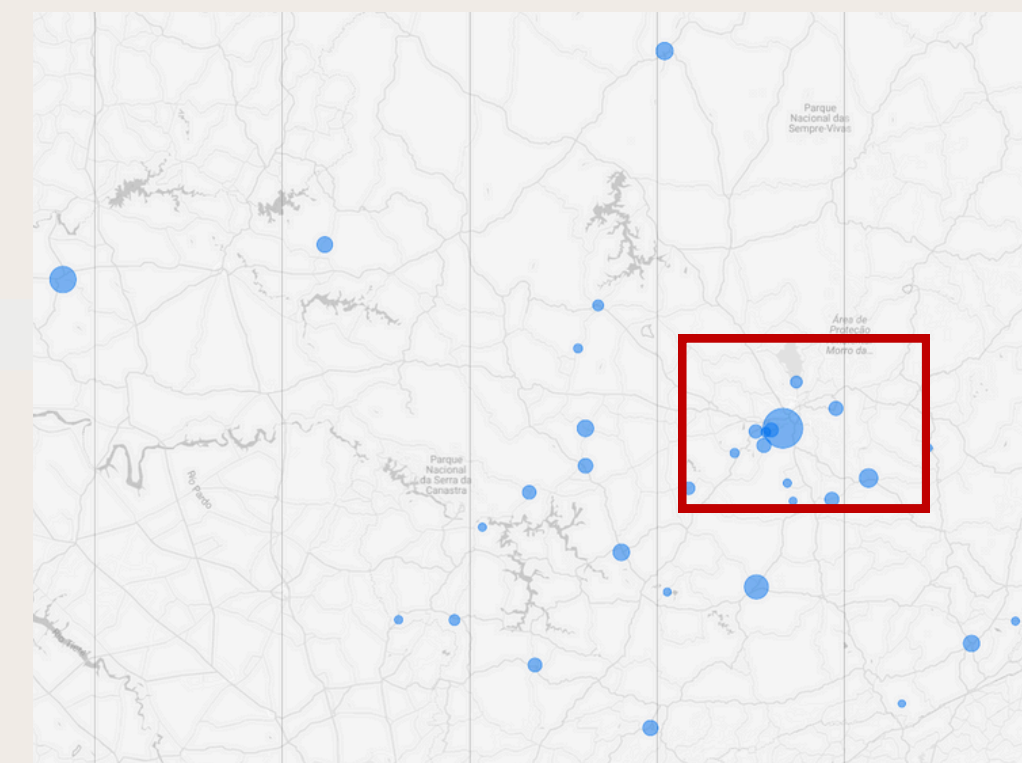 Parque
Nacional das
Sempre-Vivas
Área de
Proteção
Morro da...
Parque
Nacional
da Serra da
Canastra
Rio Pardo